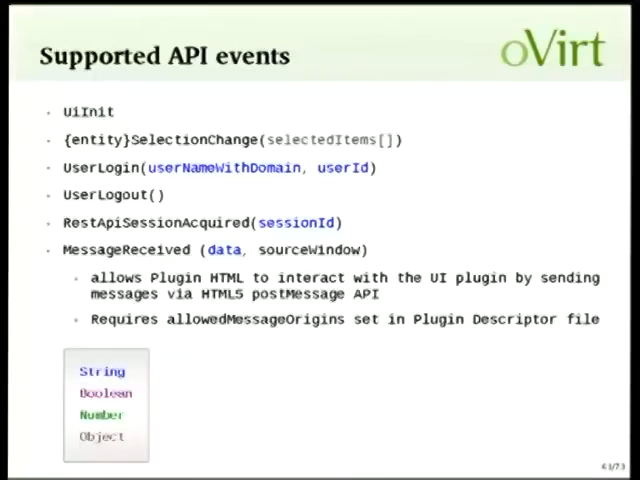 Supported API events
oVirt
UiInit
{entity}SelectionChange(selectedItems[])
UserLogin(userNameWithDomain, userId)
UserLogout()
RestApiSessionAcquired(sessionId)
MessageReceived (data, sourceWindow)
allows Plugin HTML to interact with the UI plugin by sending
messages via HTML5 postMessage API
Requires allowedMessageOrigins set in Plugin Descriptor file
String
Boolean
Number
Object
61/73